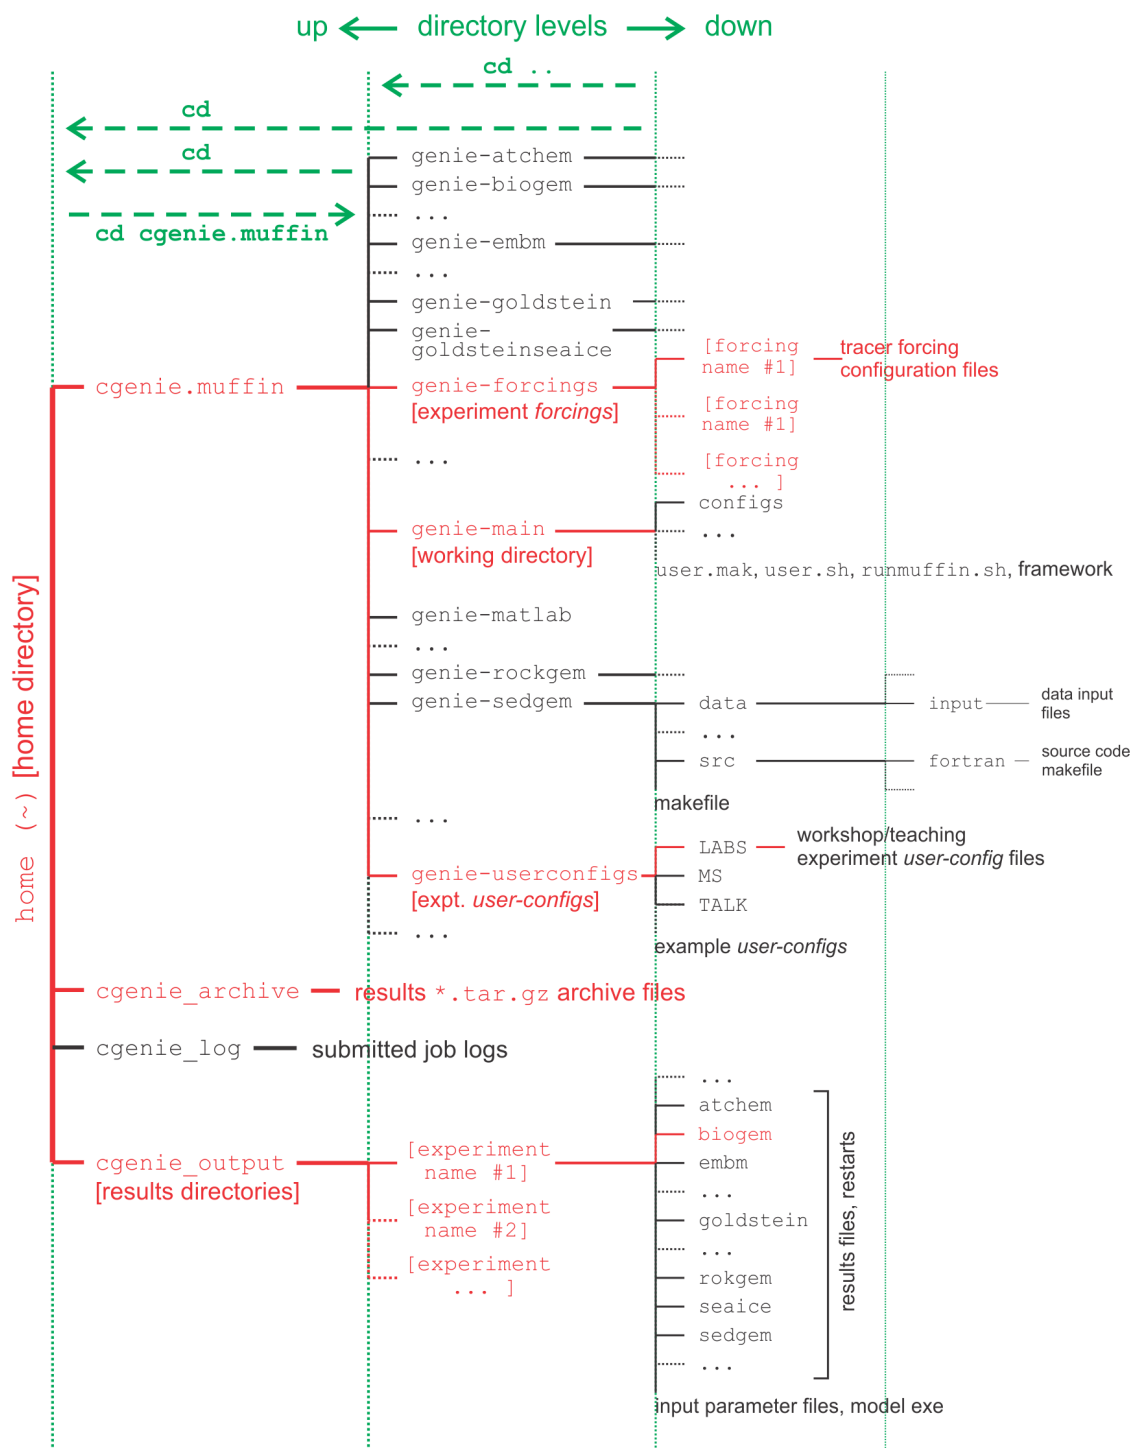 up directory levels down
cd ..
cd
cd
cd cgenie.muffin
genie-atchem
genie-biogem
...
genie-embm
...
genie-goldstein
genie-
goldsteinseaice
[forcing
name #1]
tracer forcing
configuration files
cgenie.muffin
genie-forcings
[experiment forcings]
[forcing
name #1]
...
[forcing
... ]
configs
genie-main
[working directory]
...
user.mak, user.sh, runmuffin.sh, framework
home (~) [home directory]
genie-matlab
...
genie-rockgem
genie-sedgem
data
input
data input
files
...
src
fortran
source code
makefile
makefile
...
LABS
workshop/teaching
experiment user-config files
genie-userconfigs
[expt. user-configs]
MS
TALK
...
example user-configs
cgenie_archive
results *.tar.gz archive files
cgenie_log
submitted job logs
...
atchem
biogem
cgenie_output
[results directories]
[experiment
name #1]
embm
...
[experiment
name #2]
goldstein
...
[experiment
... ]
rokgem
seaice
sedgem
...
results files, restarts
input parameter files, model exe